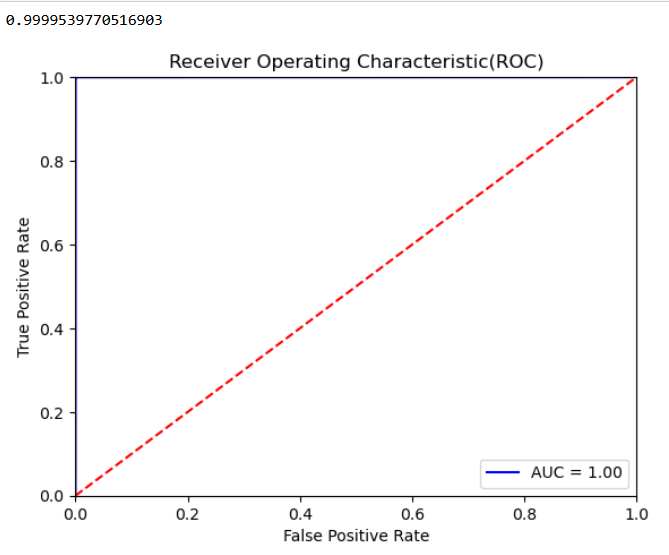 0.9999539770516903
Receiver Operating Characteristic(ROC)
1.0
0.8
0.6
0.4
0.2
0.0
True Positive Rate
AUC = 1.00
0.0 0.2 0.4 0.6 0.8 1.0
False Positive Rate